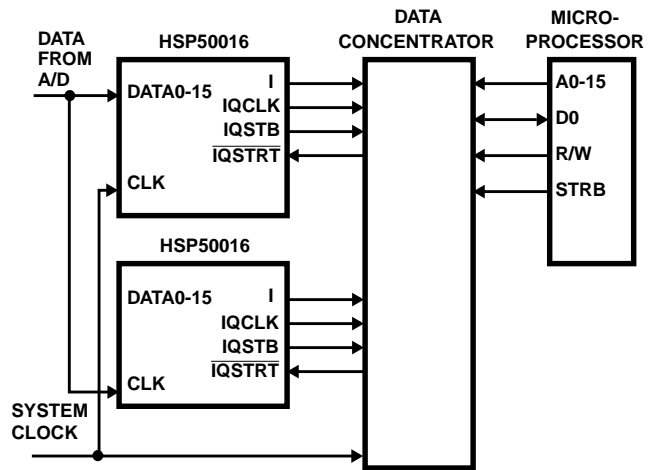 DATA
FROM
A/D
HSP50016
DATA
CONCENTRATOR
MICRO-
PROCESSOR
DATA0-15
I
IQCLK
IQSTB
IQSTRT
CLK
A0-15
D0
R/W
STRB
HSP50016
DATA0-15
I
IQCLK
IQSTB
IQSTRT
CLK
SYSTEM
CLOCK